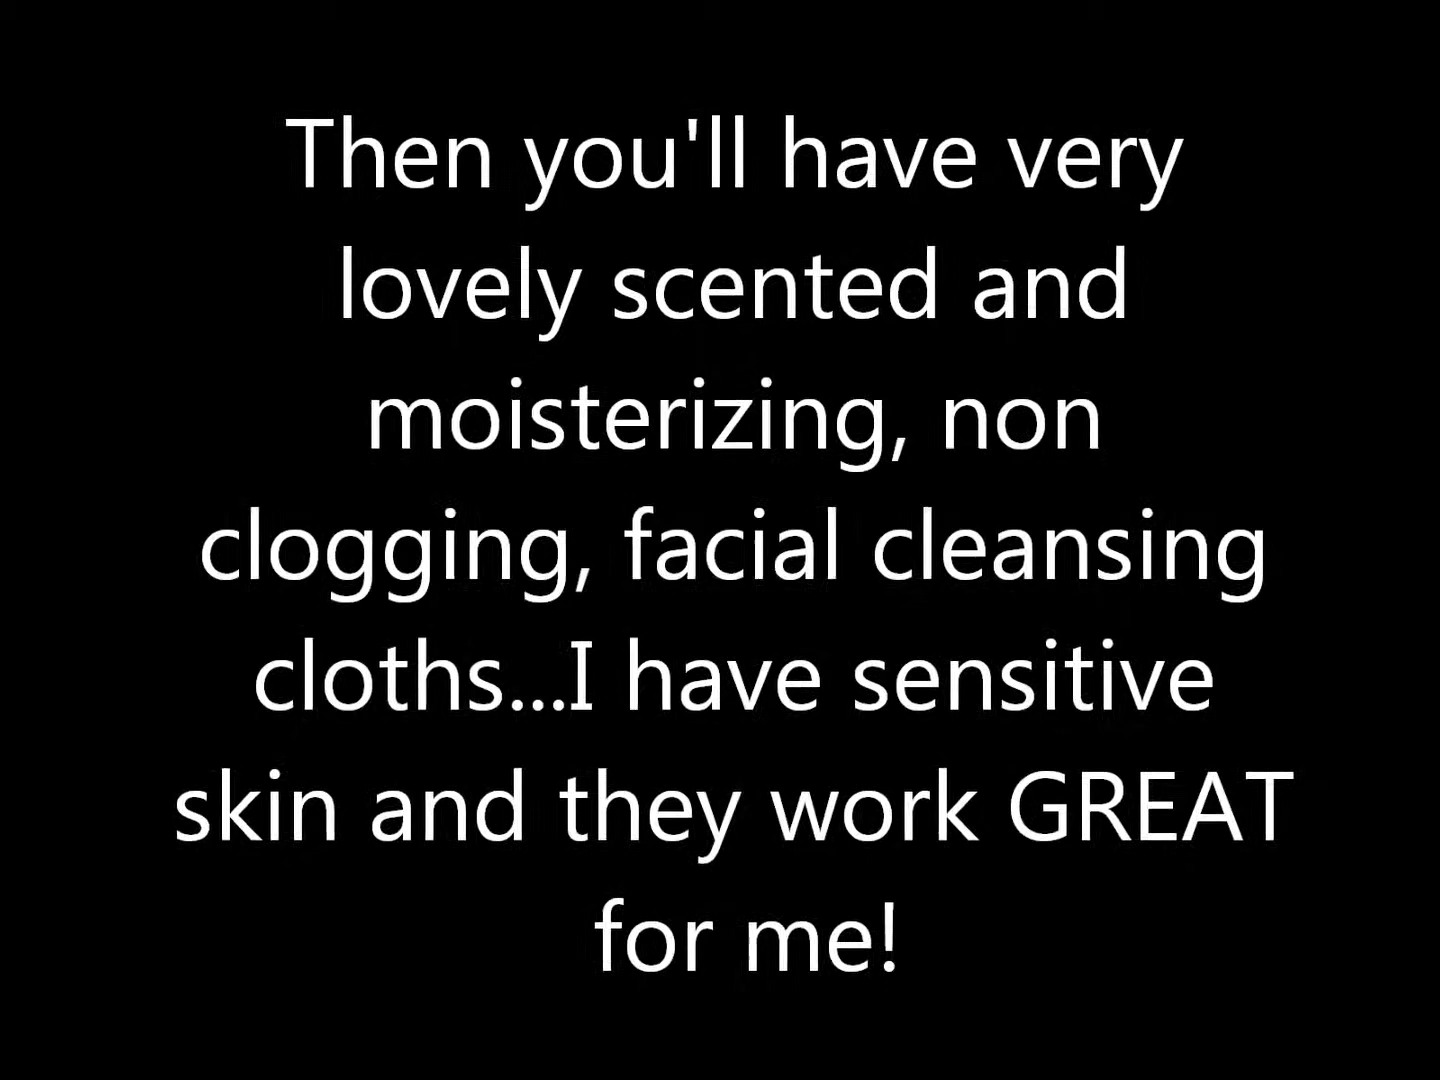 Then you'll have very
lovely scented and
moisterizing, non
clogging, facial cleansing
cloths...I have sensitive
skin and they work GREAT
for me!